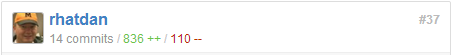 rhatdan #37
14 commits / 836 ++ / 110 --